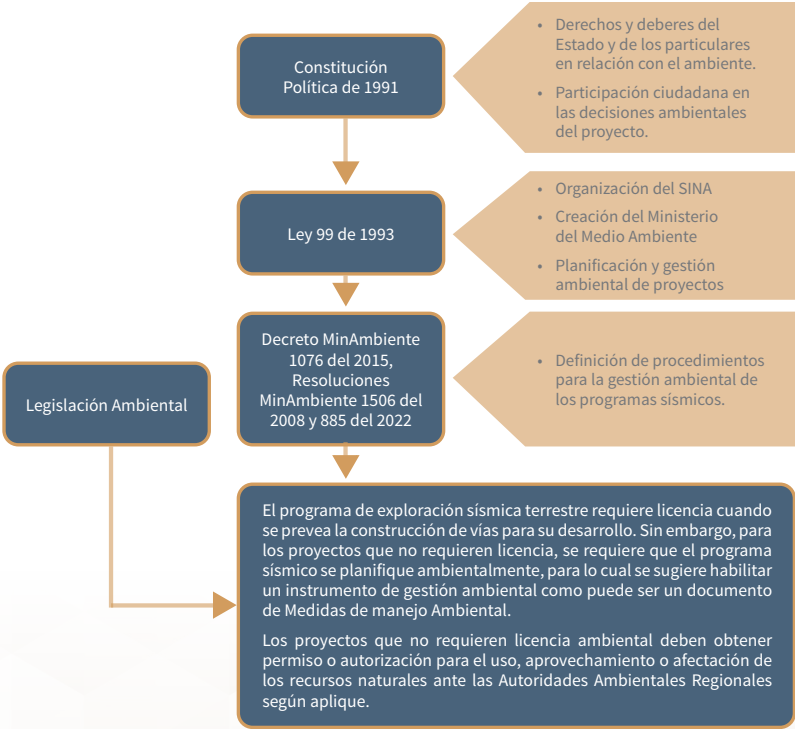 Constitución
Política de 1991
• Derechos y deberes del
Estado y de los particulares
en relación con el ambiente.
• Participación ciudadana en
las decisiones ambientales
del proyecto.
Ley 99 de 1993
• Organización del SINA
• Creación del Ministerio
del Medio Ambiente
• Planificación y gestión
ambiental de proyectos
Decreto MinAmbiente
1076 del 2015,
Resoluciones
MinAmbiente 1506 del
2008 y 885 del 2022
• Definición de procedimientos
para la gestión ambiental de
los programas sísmicos.
Legislación Ambiental
El programa de exploración sísmica terrestre requiere licencia cuando
se prevea la construcción de vías para su desarrollo. Sin embargo, para
los proyectos que no requieren licencia, se requiere que el programa
sísmico se planifique ambientalmente, para lo cual se sugiere habilitar
un instrumento de gestión ambiental como puede ser un documento
de Medidas de manejo Ambiental.
Los proyectos que no requieren licencia ambiental deben obtener
permiso o autorización para el uso, aprovechamiento o afectación de
los recursos naturales ante las Autoridades Ambientales Regionales
según aplique.